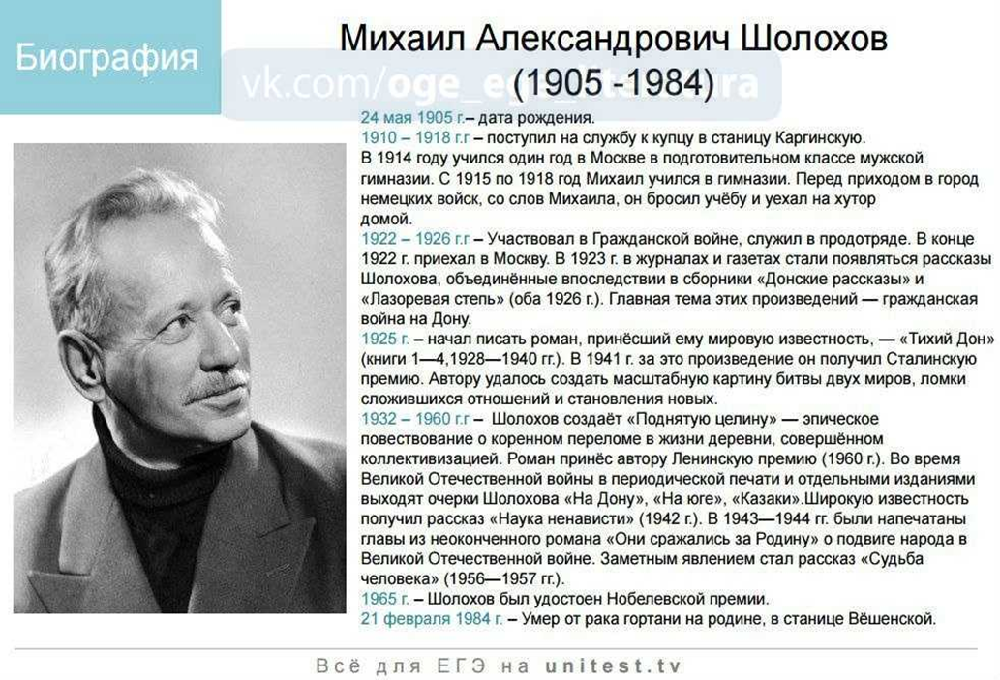 Биография
Михаил Александрович Шолохов
(1905 -1984)
vk.com/oge_ege_literatura
24 мая 1905 г.– дата рождения.
1910 – 1918 г.г – поступил на службу к купцу в станицу Каргинскую.
В 1914 году учился один год в Москве в подготовительном классе мужской
гимназии. С 1915 по 1918 год Михаил учился в гимназии. Перед приходом в город
немецких войск, со слов Михаила, он бросил учёбу и уехал на хутор
домой.
1922 – 1926 г.г – Участвовал в Гражданской войне, служил в продотряде. В конце
1922 г. приехал в Москву. В 1923 г. в журналах и газетах стали появляться рассказы
Шолохова, объединённые впоследствии в сборники «Донские рассказы» и
«Лазоревая степь» (оба 1926 г.). Главная тема этих произведений — гражданская
война на Дону.
1925 г. – начал писать роман, принёсший ему мировую известность, — «Тихий Дон»
(книги 1—4,1928—1940 гг.). В 1941 г. за это произведение он получил Сталинскую
премию. Автору удалось создать масштабную картину битвы двух миров, ломки
сложившихся отношений и становления новых.
1932 – 1960 г.г – Шолохов создаёт «Поднятую целину» — эпическое
повествование о коренном переломе в жизни деревни, совершённом
коллективизацией. Роман принёс автору Ленинскую премию (1960 г.). Во время
Великой Отечественной войны в периодической печати и отдельными изданиями
выходят очерки Шолохова «На Дону», «На юге», «Казаки».Широкую известность
получил рассказ «Наука ненависти» (1942 г.). В 1943—1944 гг. были напечатаны
главы из неоконченного романа «Они сражались за Родину» о подвиге народа в
Великой Отечественной войне. Заметным явлением стал рассказ «Судьба
человека» (1956—1957 гг.).
1965 г. – Шолохов был удостоен Нобелевской премии.
21 февраля 1984 г. – Умер от рака гортани на родине, в станице Вёшенской.
Всё для ЕГЭ на unitest.tv